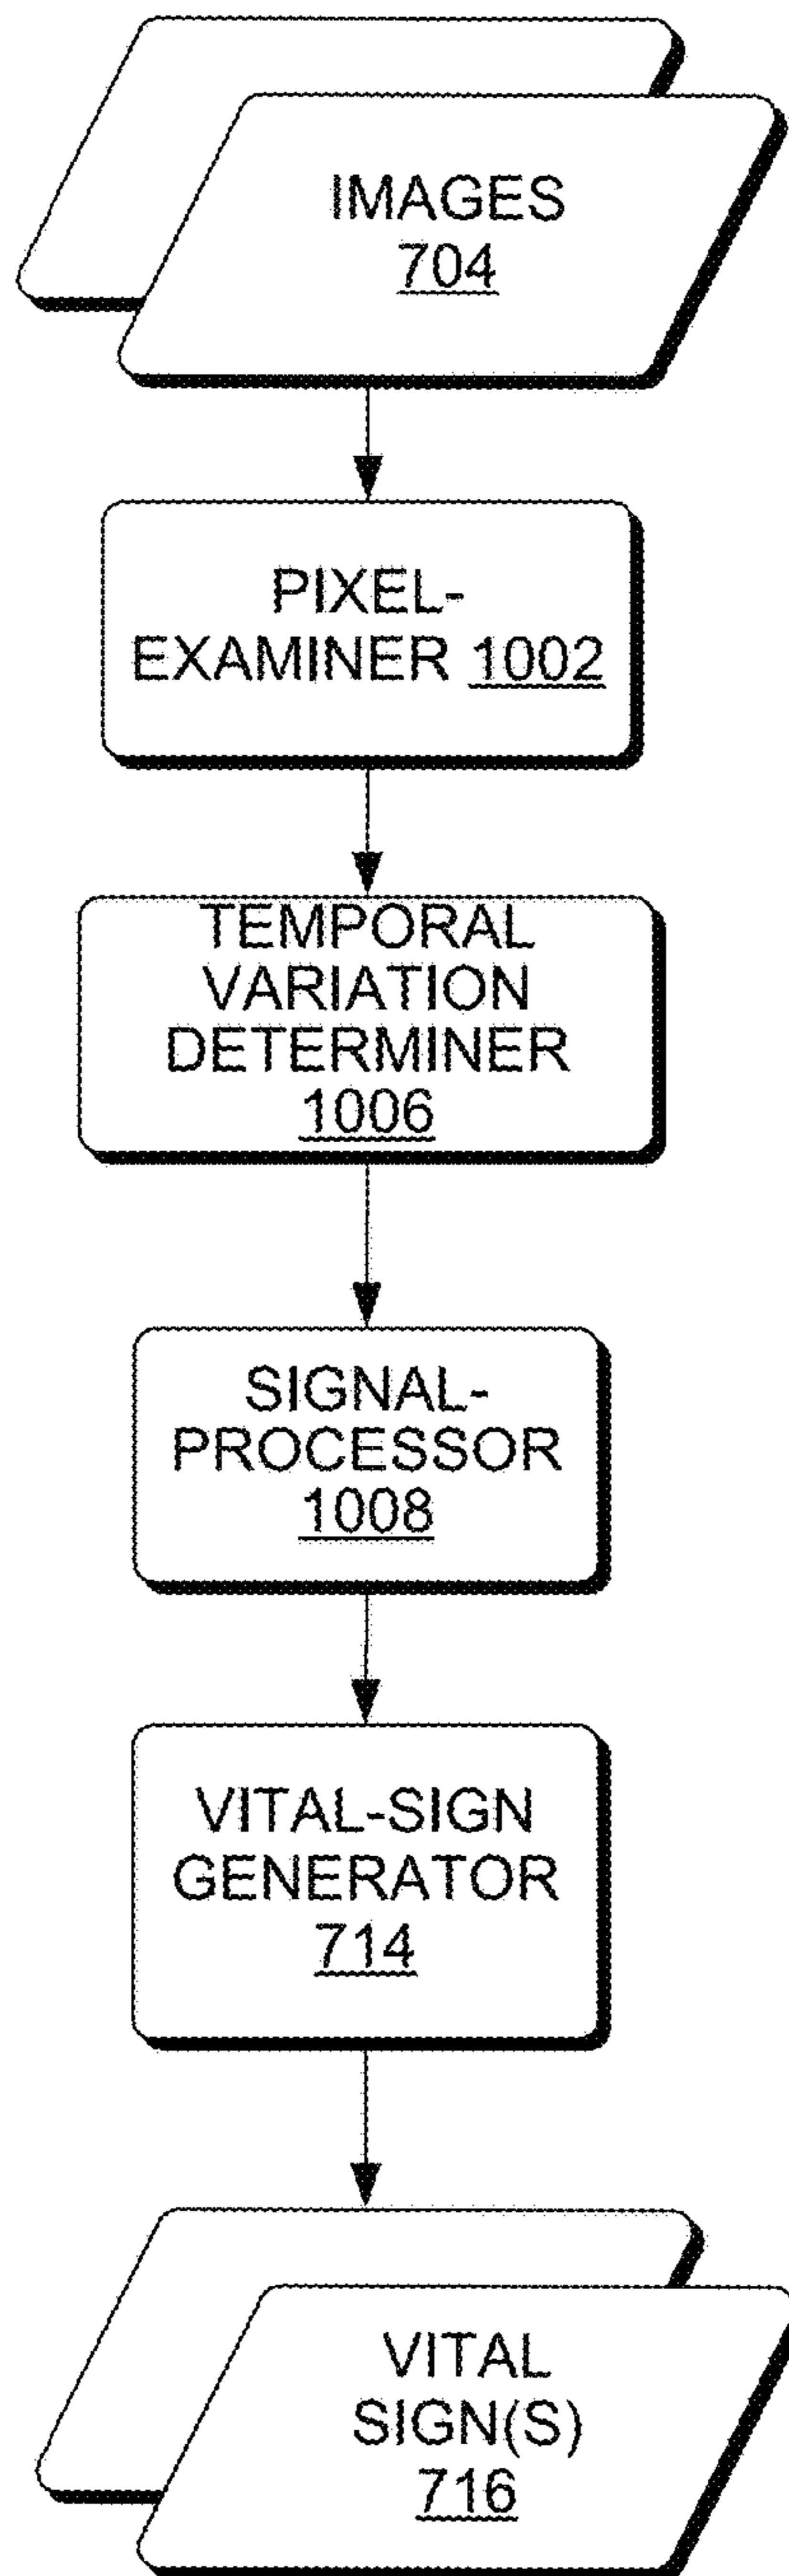 IMAGES
704
PIXEL-
EXAMINER 1002
TEMPORAL
VARIATION
DETERMINER
1006
SIGNAL-
PROCESSOR
1008
VITAL-SIGN
GENERATOR
714
VITAL
SIGN(S)
716